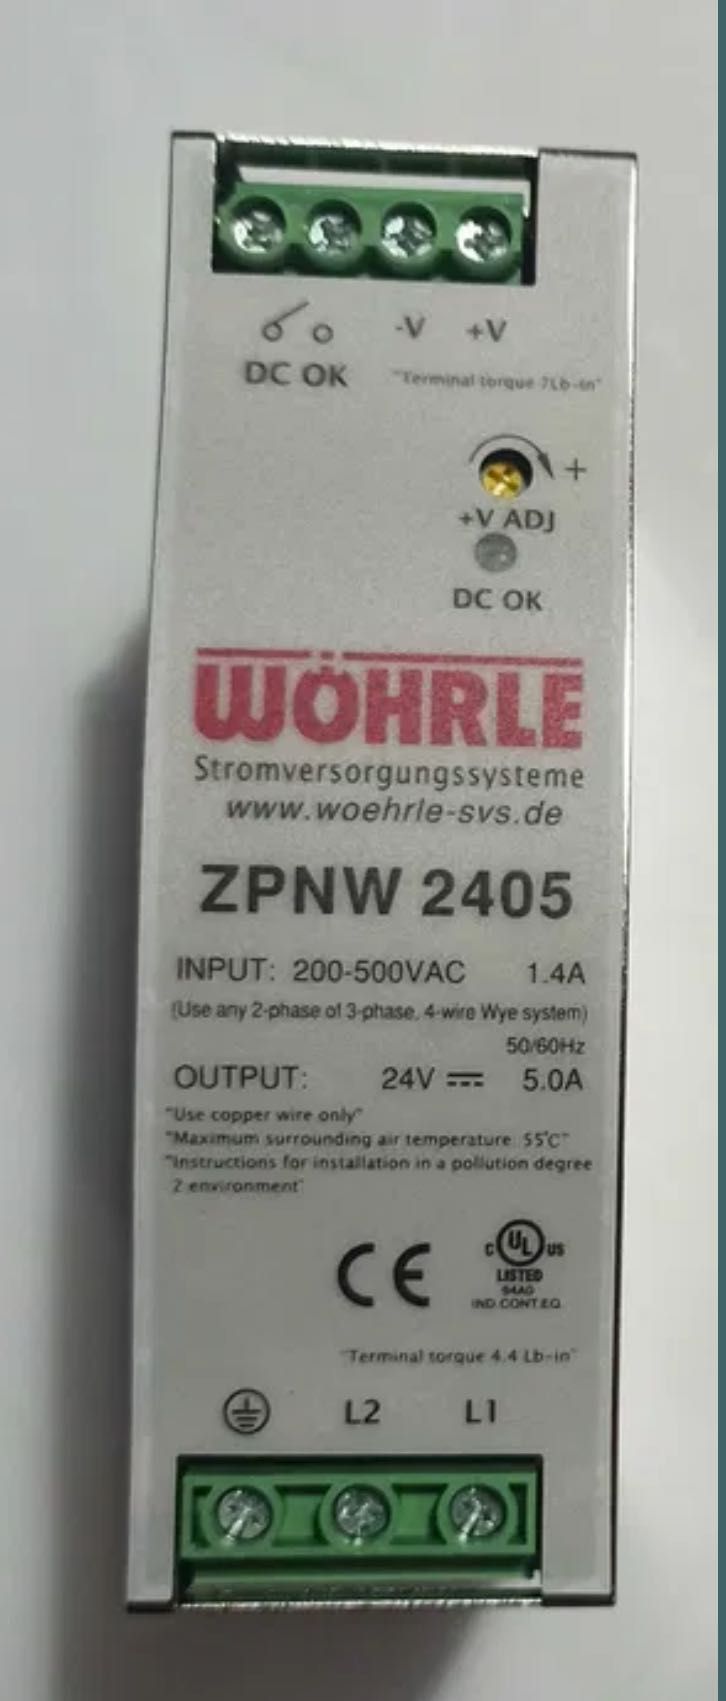 -V +V
DC OK
"Terminal torque 7Lb-in"
+
+V ADJ
DC OK
WÖHRLE
Stromversorgungssysteme
www.woehrle-svs.de
ZPNW 2405
INPUT: 200-500VAC 1.4A
(Use any 2-phase of 3-phase, 4-wire Wye system)
50/60Hz
OUTPUT: 24V 5.0A
"Use copper wire only"
"Maximum surrounding air temperature: 55°C"
"Instructions for installation in a pollution degree
2 environment"
CE
C UL US
LISTED
94AG
IND.CONT.EQ.
"Terminal torque 4.4 Lb-in"
L2 L1